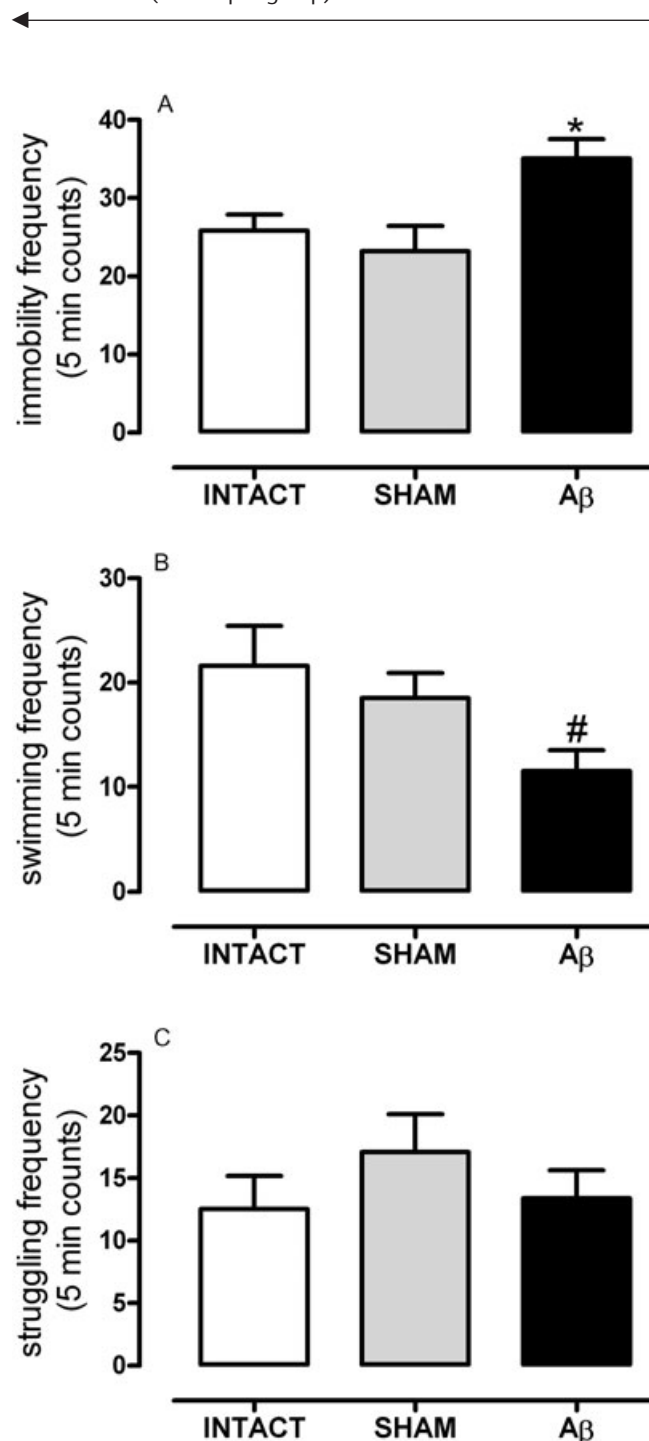 A
immobility frequency
(5 min counts)
40
30
20
10
0
*
INTACT SHAM Aβ
B
swimming frequency
(5 min counts)
30
20
10
0
#
INTACT SHAM Aβ
C
struggling frequency
(5 min counts)
25
20
15
10
5
0
INTACT SHAM Aβ